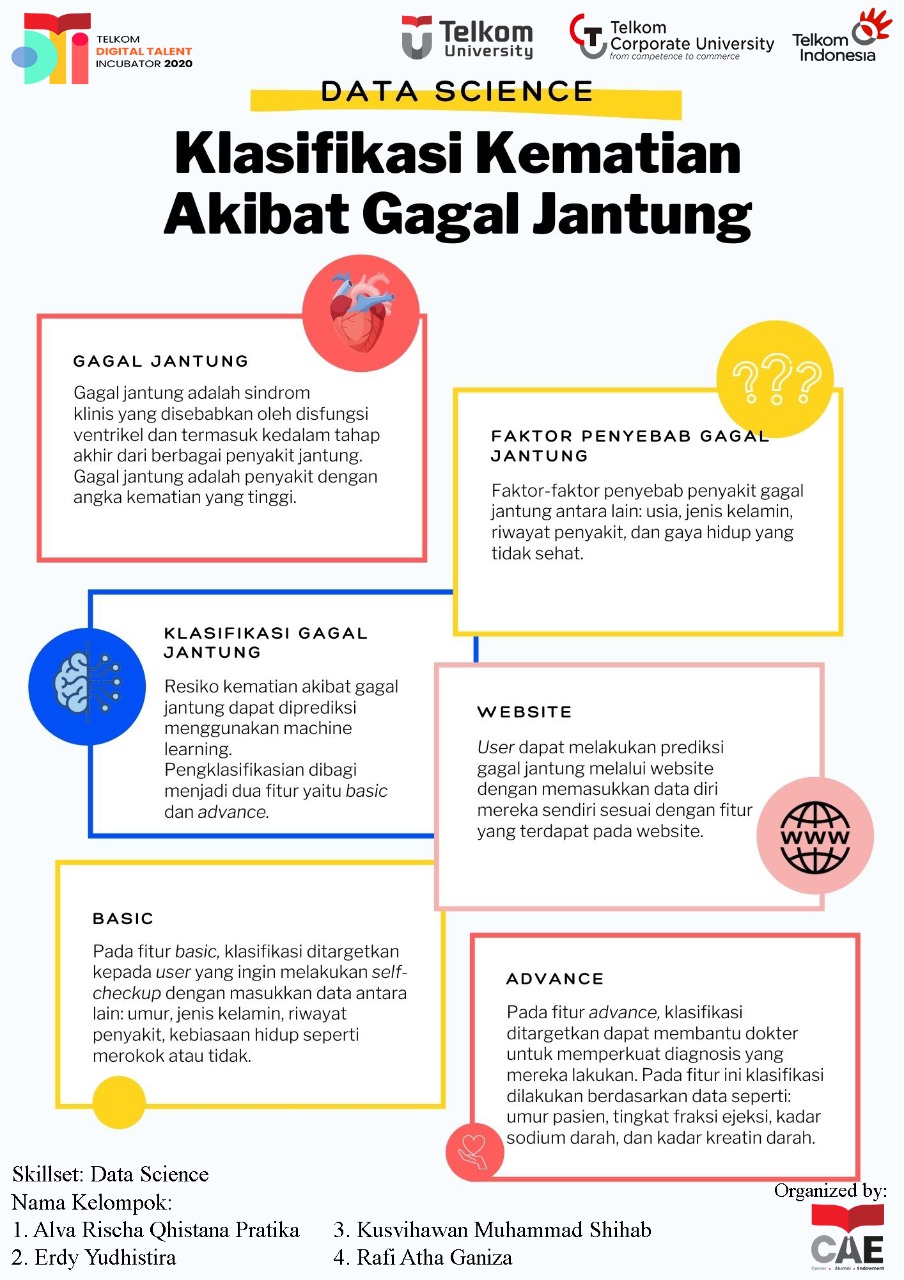 TELKOM
DIGITAL TALENT
INCUBATOR 2020
Telkom
University
Telkom
Corporate University
from competence to commerce
Telkom
Indonesia
DATA SCIENCE
Klasifikasi Kematian
Akibat Gagal Jantung
GAGAL JANTUNG
Gagal jantung adalah sindrom
klinis yang disebabkan oleh disfungsi
ventrikel dan termasuk kedalam tahap
akhir dari berbagai penyakit jantung.
Gagal jantung adalah penyakit dengan
angka kematian yang tinggi.
???
FAKTOR PENYEBAB GAGAL
JANTUNG
Faktor-faktor penyebab penyakit gagal
jantung antara lain: usia, jenis kelamin,
riwayat penyakit, dan gaya hidup yang
tidak sehat.
KLASIFIKASI GAGAL
JANTUNG
Resiko kematian akibat gagal
jantung dapat diprediksi
menggunakan machine
learning.
Pengklasifikasian dibagi
menjadi dua fitur yaitu basic
dan advance.
WEBSITE
User dapat melakukan prediksi
gagal jantung melalui website
dengan memasukkan data diri
mereka sendiri sesuai dengan fitur
yang terdapat pada website.
WWW
BASIC
Pada fitur basic, klasifikasi ditargetkan
kepada user yang ingin melakukan self-
checkup dengan masukkan data antara
lain: umur, jenis kelamin, riwayat
penyakit, kebiasaan hidup seperti
merokok atau tidak.
ADVANCE
Pada fitur advance, klasifikasi
ditargetkan dapat membantu dokter
untuk memperkuat diagnosis yang
mereka lakukan. Pada fitur ini klasifikasi
dilakukan berdasarkan data seperti:
umur pasien, tingkat fraksi ejeksi, kadar
sodium darah, dan kadar kreatin darah.
Skillset: Data Science
Nama Kelompok:
1. Alva Rischa Qhistana Pratika
2. Erdy Yudhistira
3. Kusvihawan Muhammad Shihab
4. Rafi Atha Ganiza
Organized by:
CAE
Career • Alumni • Endowment